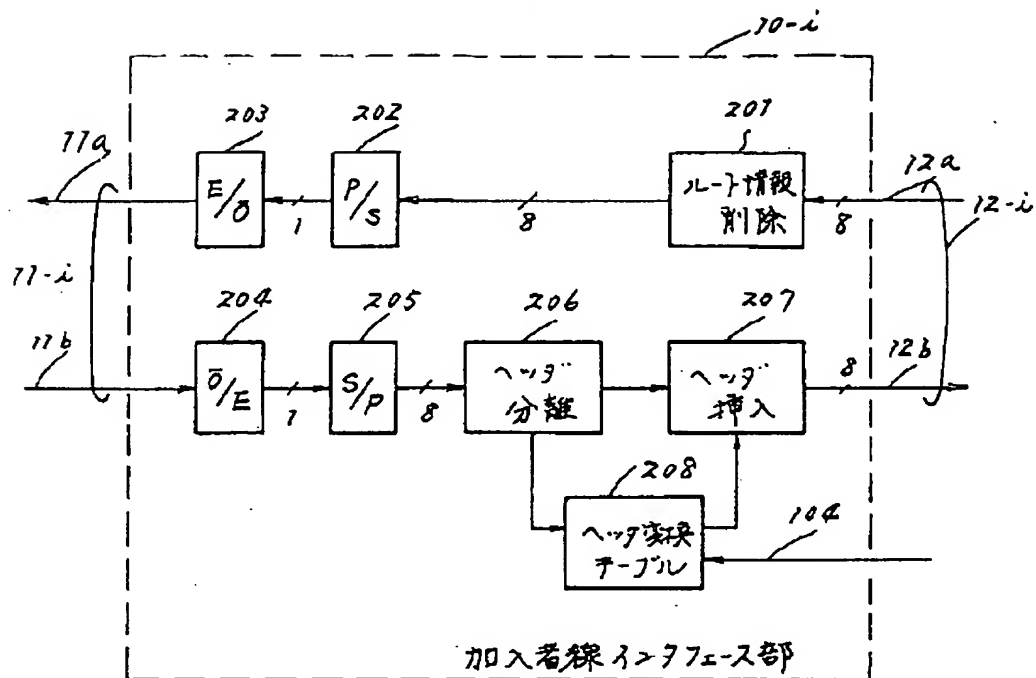 10-i
203
202
201
11a
E/O
P/S
ルート情報
削除
12a
1
8
8
12-i
11-i
204
205
206
207
11b
O/E
S/P
ヘッダ
分離
ヘッダ
挿入
8
12b
1
8
208
ヘッダ変換
テーブル
104
加入者線インタフェース部